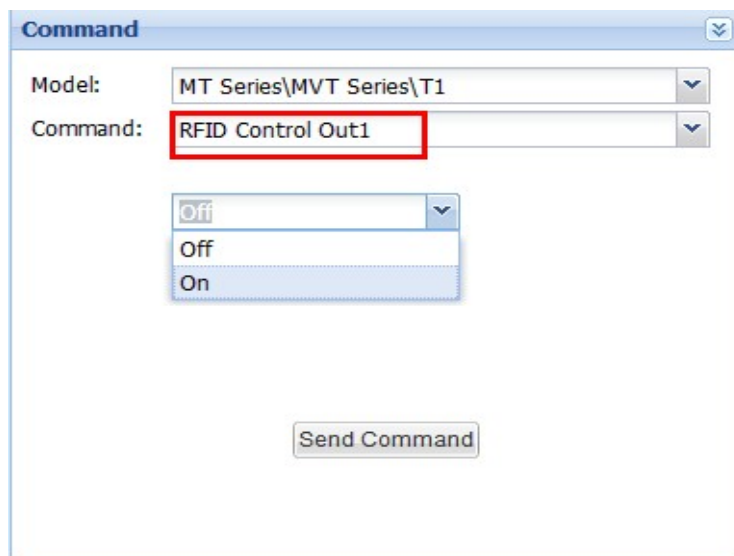 Command
Model: MT Series\MVT Series\T1
Command: RFID Control Out1
Off
Off
On
Send Command